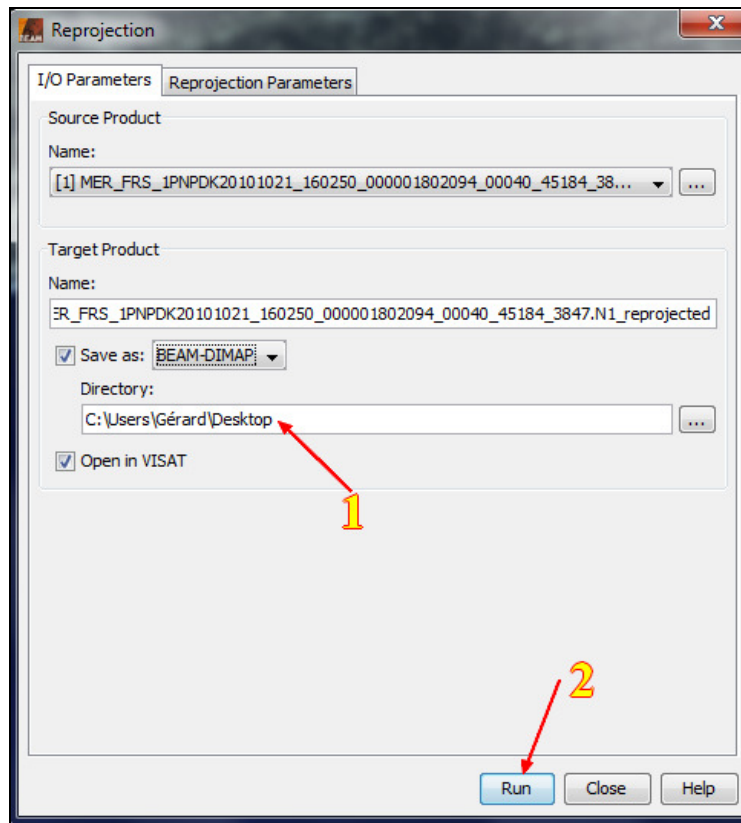 Reprojection
I/O Parameters
Reprojection Parameters
Source Product
Name:
[1] MER_FRS_1PNPDK20101021_160250_000001802094_00040_45184_38...
...
Target Product
Name:
ER_FRS_1PNPDK20101021_160250_000001802094_00040_45184_3847.N1_reprojected
Save as: BEAM-DIMAP
Directory:
C:\Users\Gérard\Desktop
...
Open in VISAT
1
2
Run
Close
Help